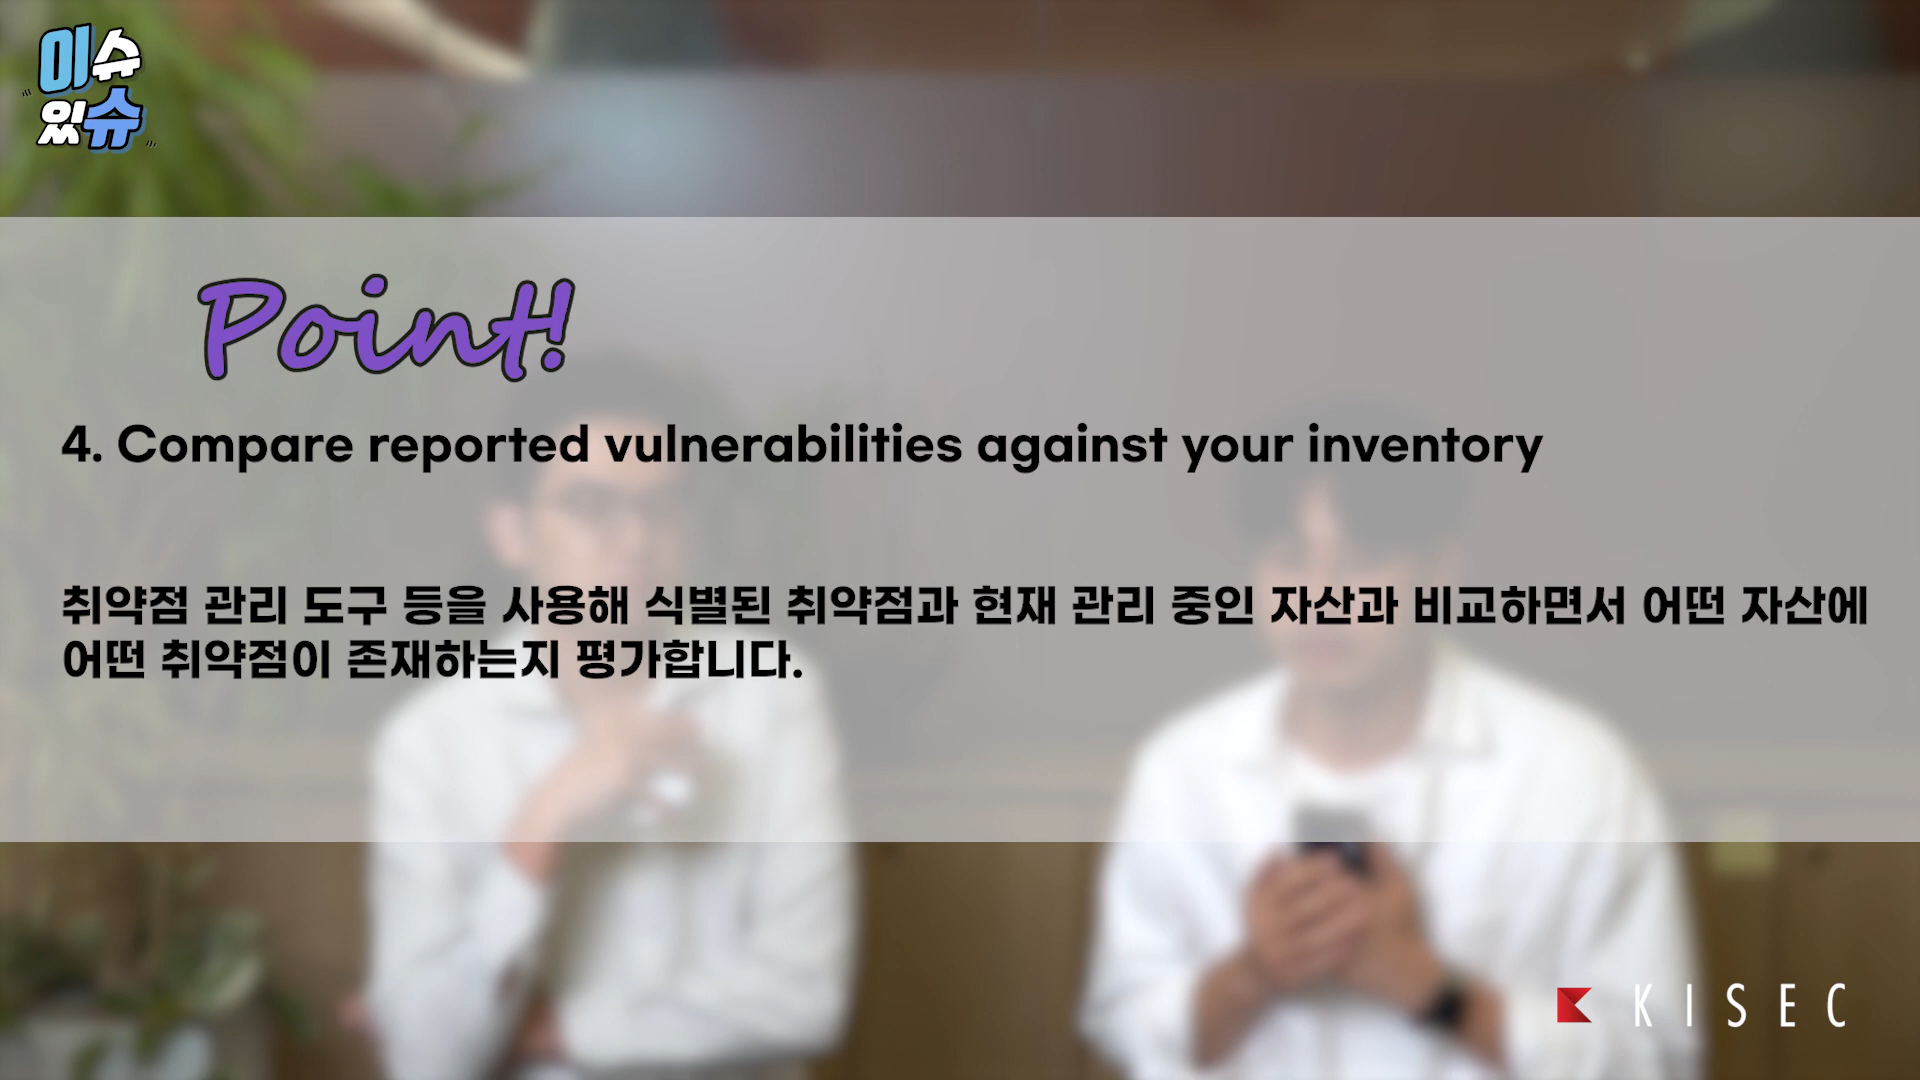 이슈
있슈
Point!
4. Compare reported vulnerabilities against your inventory
취약점 관리 도구 등을 사용해 식별된 취약점과 현재 관리 중인 자산과 비교하면서 어떤 자산에
어떤 취약점이 존재하는지 평가합니다.
KISEC